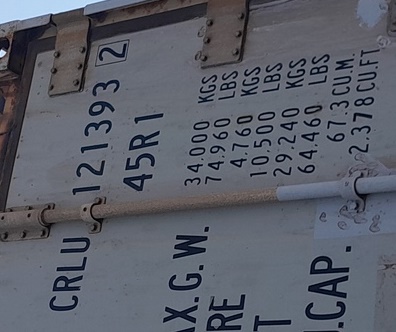 CRLU 121393 2
45R1
AX.G.W. 34.000 KGS
74.960 LBS
RE 4.760 KGS
10.500 LBS
T 29.240 KGS
64.460 LBS
.CAP. 67.3 CU.M.
2.378 CU.FT.